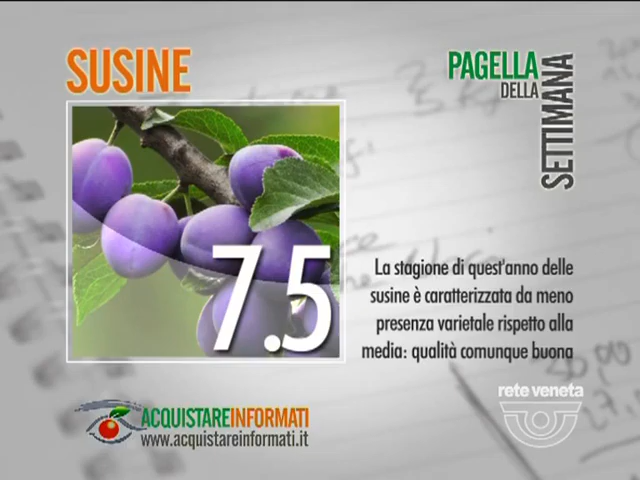 SUSINE
PAGELLA
DELLA
SETTIMANA
7.5
La stagione di quest'anno delle
susine è caratterizzata da meno
presenza varietale rispetto alla
media: qualità comunque buona
ACQUISTAREINFORMATI
www.acquistareinformati.it
rete veneta